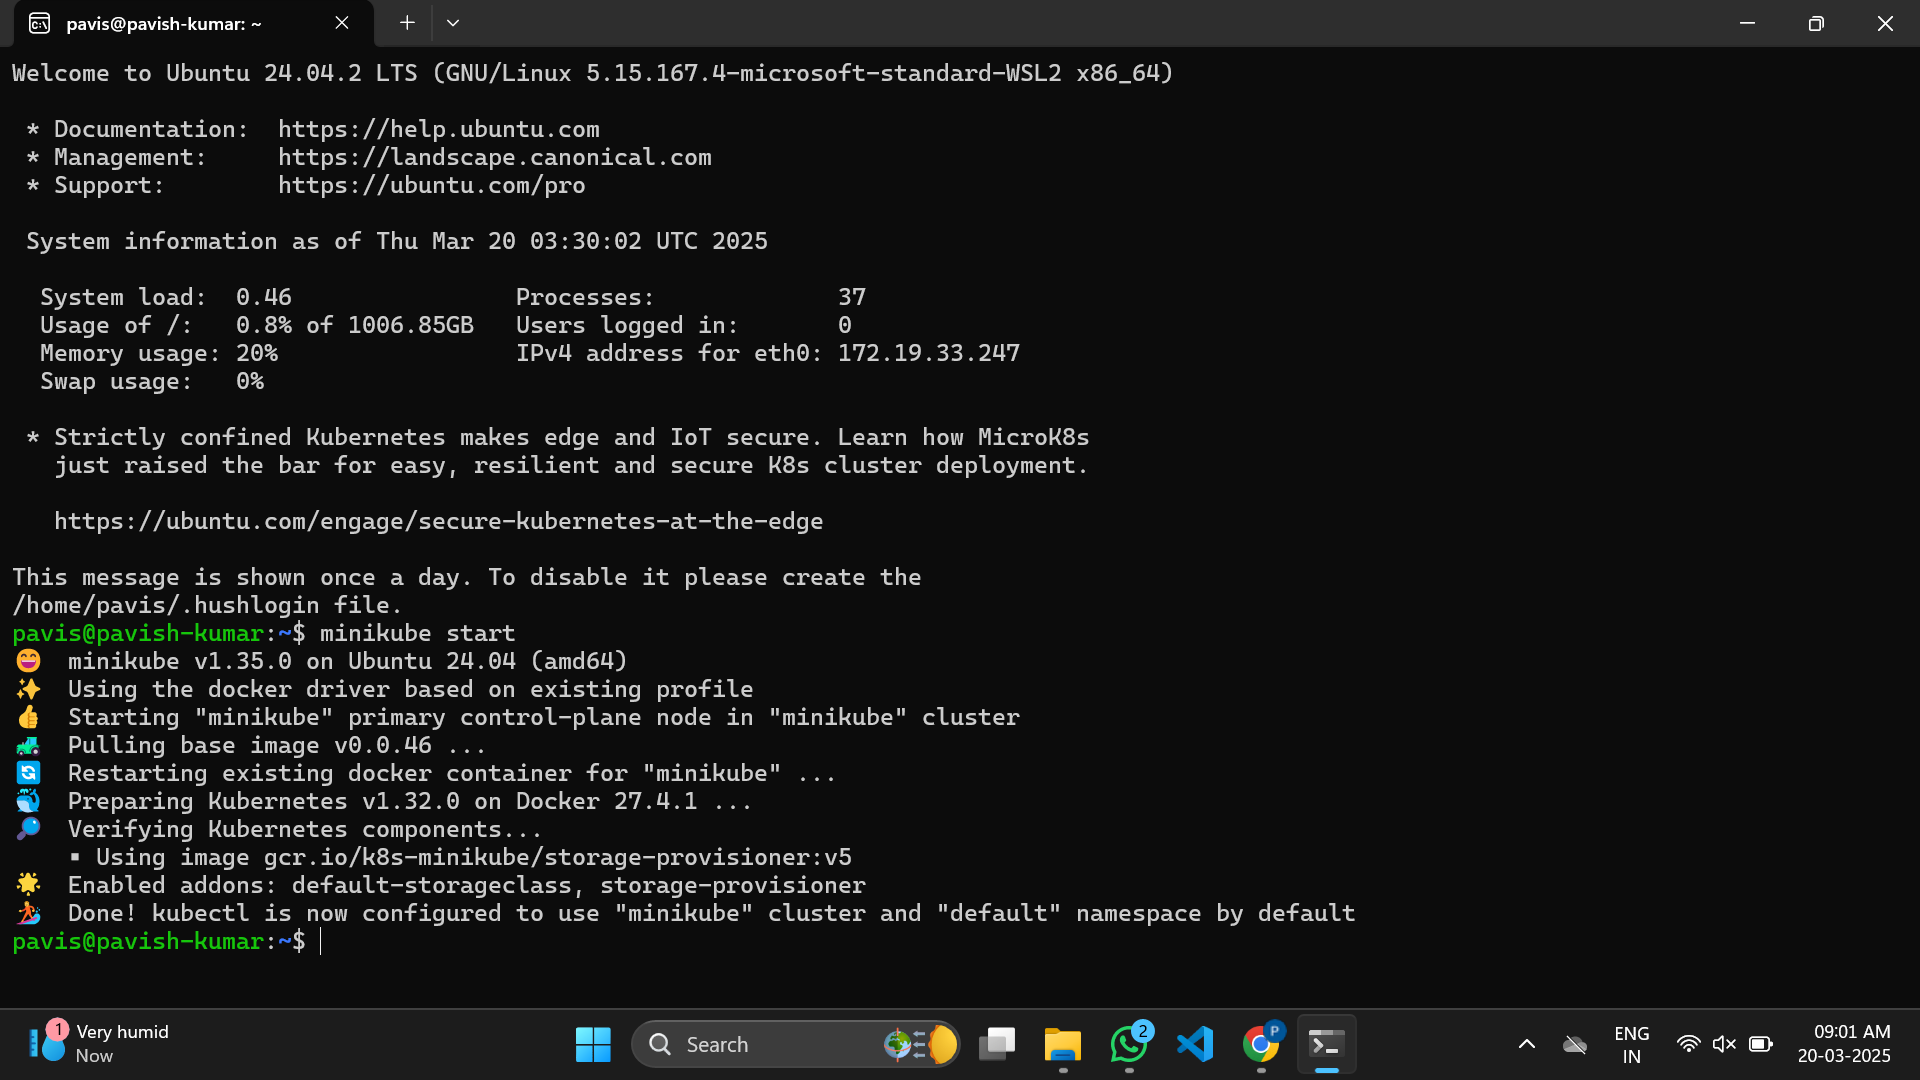 pavis@pavish-kumar: ~
Welcome to Ubuntu 24.04.2 LTS (GNU/Linux 5.15.167.4-microsoft-standard-WSL2 x86_64)
* Documentation:  https://help.ubuntu.com
* Management:     https://landscape.canonical.com
* Support:        https://ubuntu.com/pro
System information as of Thu Mar 20 03:30:02 UTC 2025
System load:  0.46                Processes:             37
Usage of /:   0.8% of 1006.85GB   Users logged in:       0
Memory usage: 20%                 IPv4 address for eth0: 172.19.33.247
Swap usage:   0%
* Strictly confined Kubernetes makes edge and IoT secure. Learn how MicroK8s
just raised the bar for easy, resilient and secure K8s cluster deployment.
https://ubuntu.com/engage/secure-kubernetes-at-the-edge
This message is shown once a day. To disable it please create the
/home/pavis/.hushlogin file.
pavis@pavish-kumar:~$ minikube start
😄  minikube v1.35.0 on Ubuntu 24.04 (amd64)
✨  Using the docker driver based on existing profile
👍  Starting "minikube" primary control-plane node in "minikube" cluster
🚜  Pulling base image v0.0.46 ...
🔄  Restarting existing docker container for "minikube" ...
🐳  Preparing Kubernetes v1.32.0 on Docker 27.4.1 ...
🔎  Verifying Kubernetes components...
▪ Using image gcr.io/k8s-minikube/storage-provisioner:v5
🌟  Enabled addons: default-storageclass, storage-provisioner
🏄  Done! kubectl is now configured to use "minikube" cluster and "default" namespace by default
pavis@pavish-kumar:~$
1
Very humid
Now
Search
2
P
ENG
IN
09:01 AM
20-03-2025